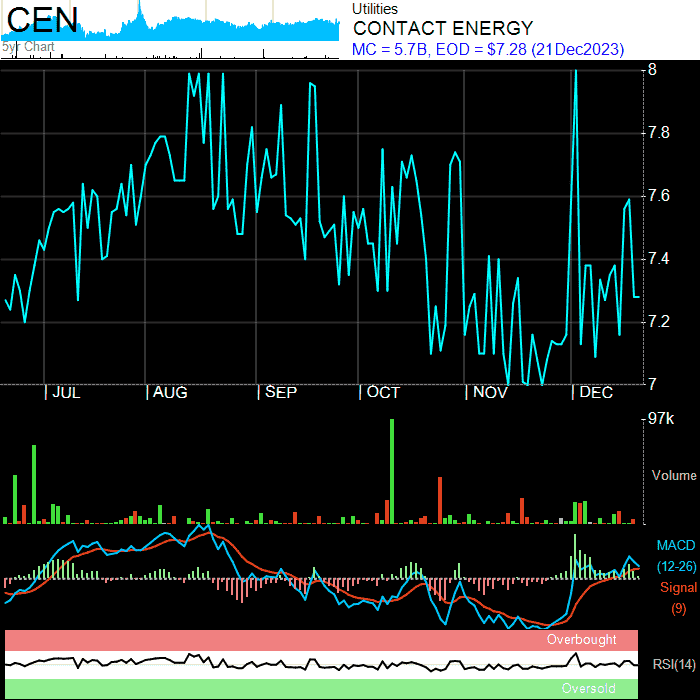 CEN
5yr Chart
Utilities
CONTACT ENERGY
MC = 5.7B, EOD = $7.28 (21Dec2023)
8
7.8
7.6
7.4
7.2
7
JUL
AUG
SEP
OCT
NOV
DEC
97k
Volume
MACD
(12-26)
Signal
(9)
Overbought
RSI(14)
Oversold